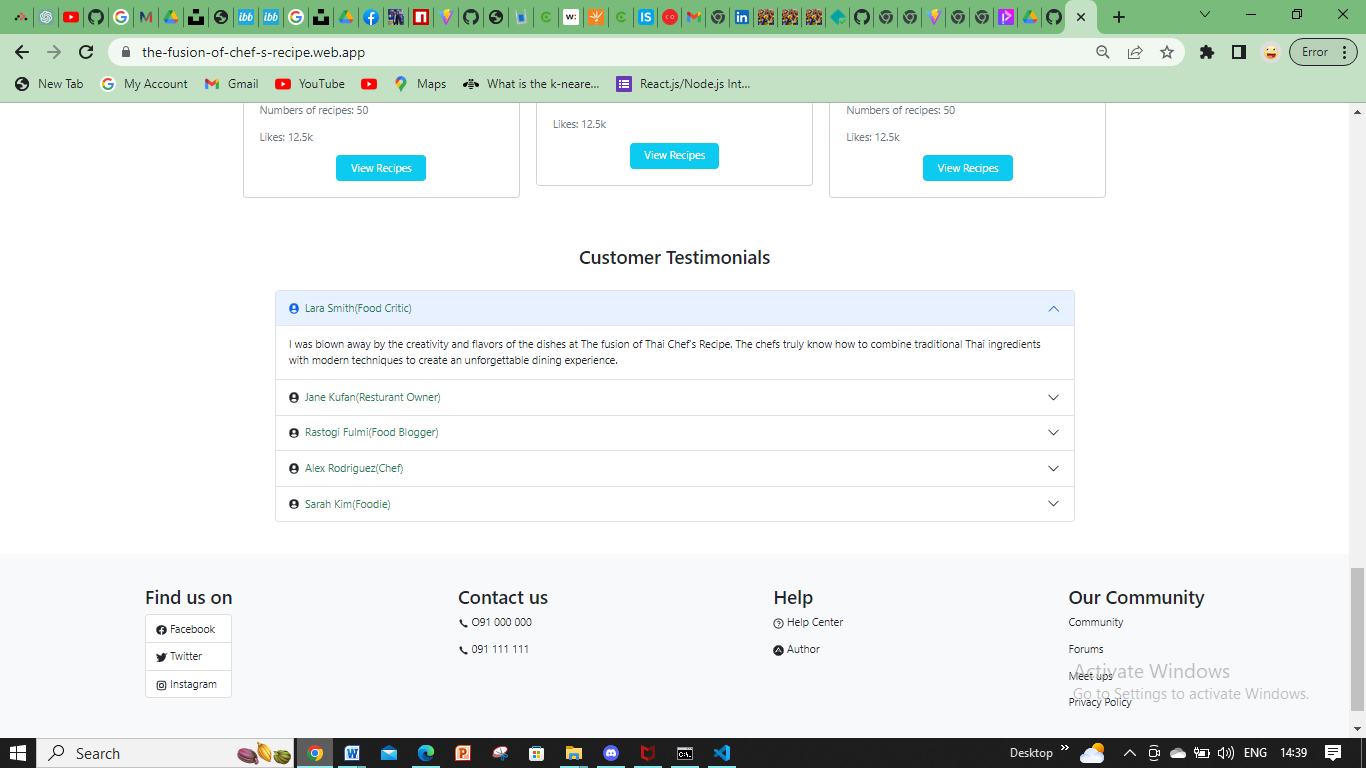 the-fusion-of-chef-s-recipe.web.app
Error
New Tab
My Account
Gmail
YouTube
Maps
What is the k-neare...
React.js/Node.js Int...
Numbers of recipes: 50
Likes: 12.5k
View Recipes
Likes: 12.5k
View Recipes
Numbers of recipes: 50
Likes: 12.5k
View Recipes
Customer Testimonials
Lara Smith(Food Critic)
I was blown away by the creativity and flavors of the dishes at The fusion of Thai Chef's Recipe. The chefs truly know how to combine traditional Thai ingredients
with modern techniques to create an unforgettable dining experience.
Jane Kufan(Resturant Owner)
Rastogi Fulmi(Food Blogger)
Alex Rodriguez(Chef)
Sarah Kim(Foodie)
Find us on
Facebook
Twitter
Instagram
Contact us
O91 000 000
091 111 111
Help
Help Center
Author
Our Community
Community
Forums
Meet ups
Privacy Policy
Activate Windows
Go to Settings to activate Windows.
Search
Desktop
ENG
14:39